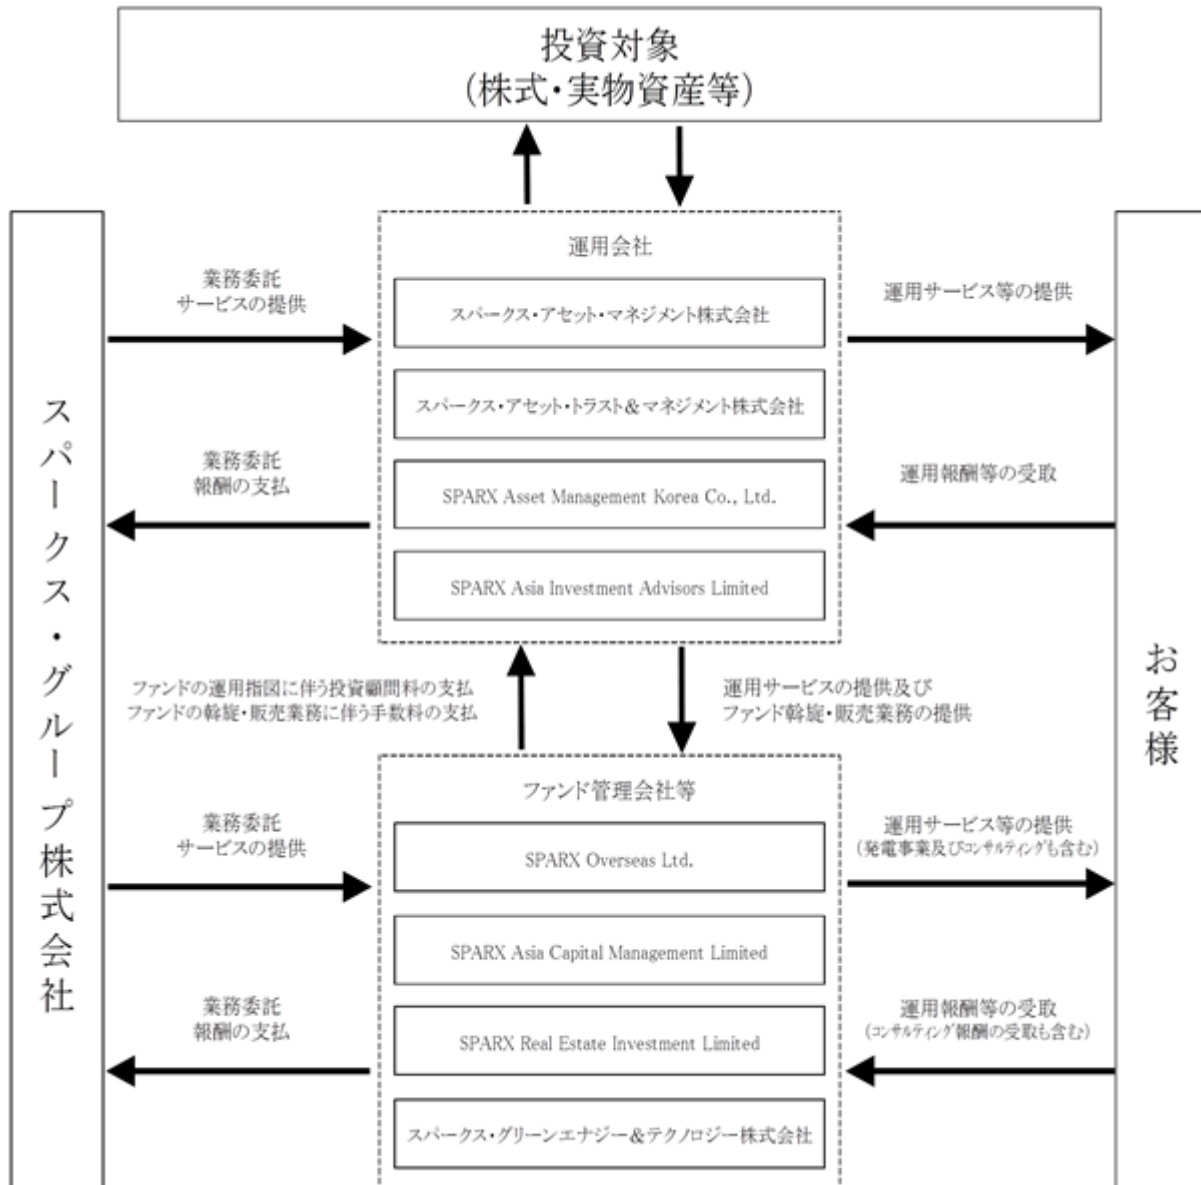 投資対象
(株式・実物資産等)
運用会社
業務委託
サービスの提供
スパークス・アセット・マネジメント株式会社
運用サービス等の提供
スパークス・アセット・トラスト&マネジメント株式会社
業務委託
報酬の支払
SPARX Asset Management Korea Co., Ltd.
運用報酬等の受取
SPARX Asia Investment Advisors Limited
スパークス・グループ株式会社
お客様
ファンドの運用指図に伴う投資顧問料の支払
ファンドの斡旋・販売業務に伴う手数料の支払
運用サービスの提供及び
ファンド斡旋・販売業務の提供
ファンド管理会社等
業務委託
サービスの提供
SPARX Overseas Ltd.
運用サービス等の提供
(発電事業及びコンサルティングも含む)
SPARX Asia Capital Management Limited
業務委託
報酬の支払
SPARX Real Estate Investment Limited
運用報酬等の受取
(コンサルティング報酬の受取も含む)
スパークス・グリーンエナジー&テクノロジー株式会社